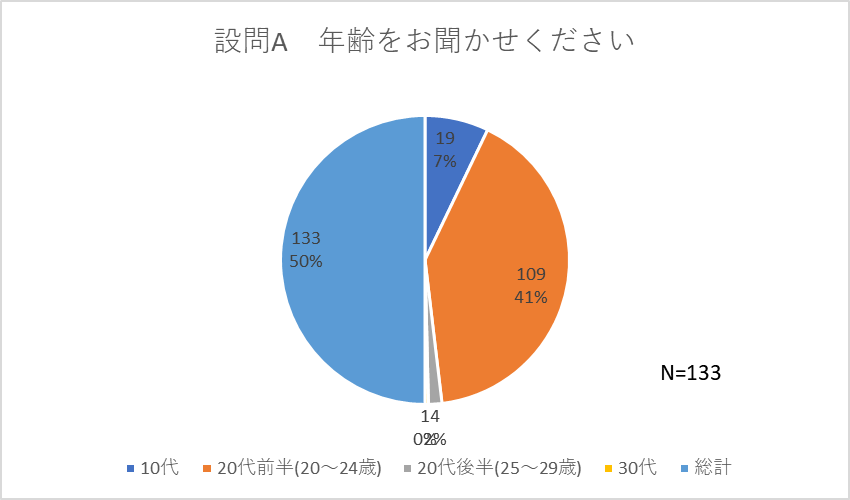 設問A　年齢をお聞かせください
19
7%
109
41%
133
50%
14
0%
2%
N=133
10代
20代前半(20～24歳)
20代後半(25～29歳)
30代
総計